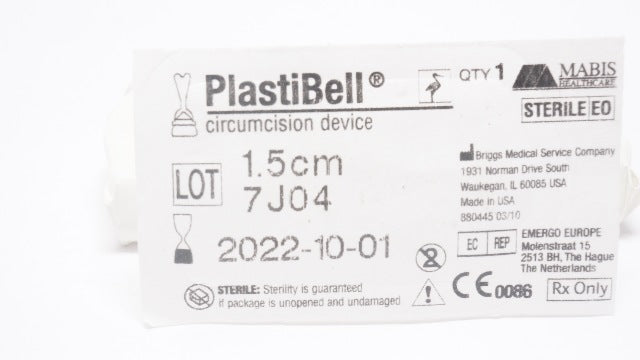 PlastiBell®
circumcision device
QTY 1
MABIS
HEALTHCARE
STERILE EO
LOT
1.5cm
7J04
2022-10-01
Briggs Medical Service Company
1931 Norman Drive South
Waukegan, IL 60085 USA
Made in USA
880445 03/10
EC REP
EMERGO EUROPE
Molenstraat 15
2513 BH, The Hague
The Netherlands
STERILE: Sterility is guaranteed
if package is unopened and undamaged
2
CE 0086
Rx Only